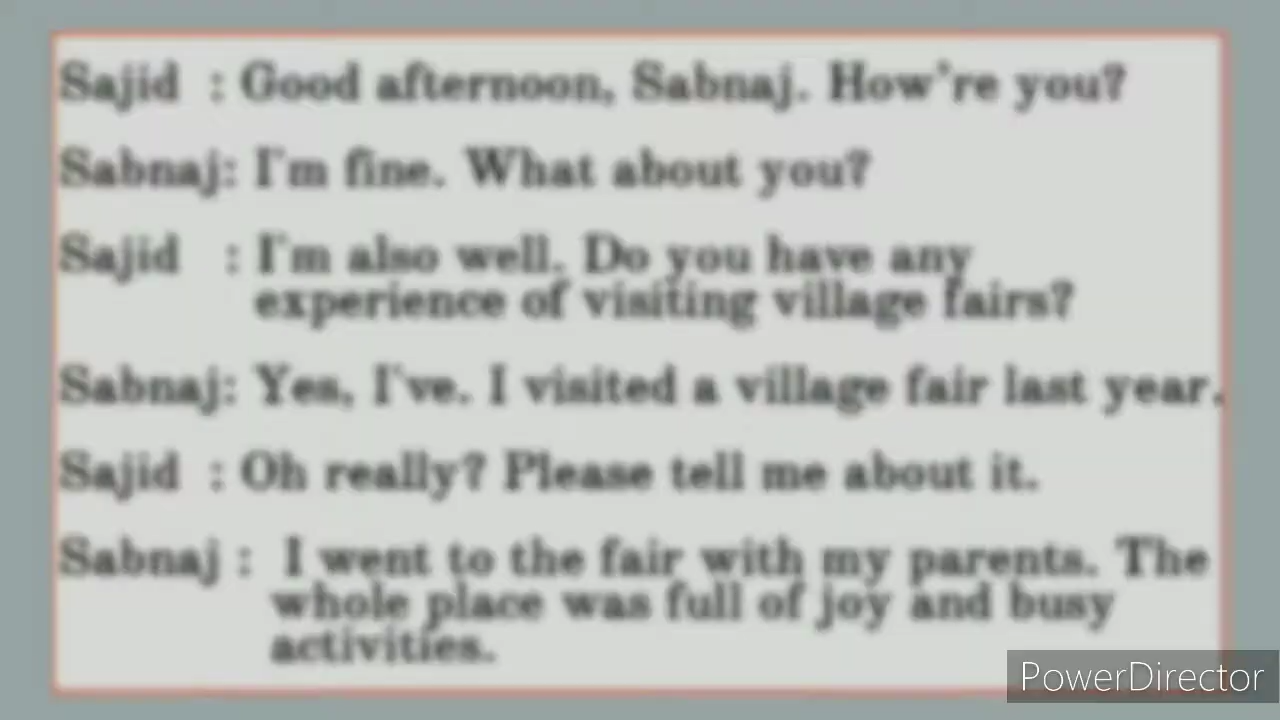 Sajid : Good afternoon, Sabnaj. How're you?
Sabnaj: I'm fine. What about you?
Sajid : I'm also well. Do you have any
experience of visiting village fairs?
Sabnaj: Yes, I've. I visited a village fair last year.
Sajid : Oh really? Please tell me about it.
Sabnaj : I went to the fair with my parents. The
whole place was full of joy and busy
activities.
PowerDirector